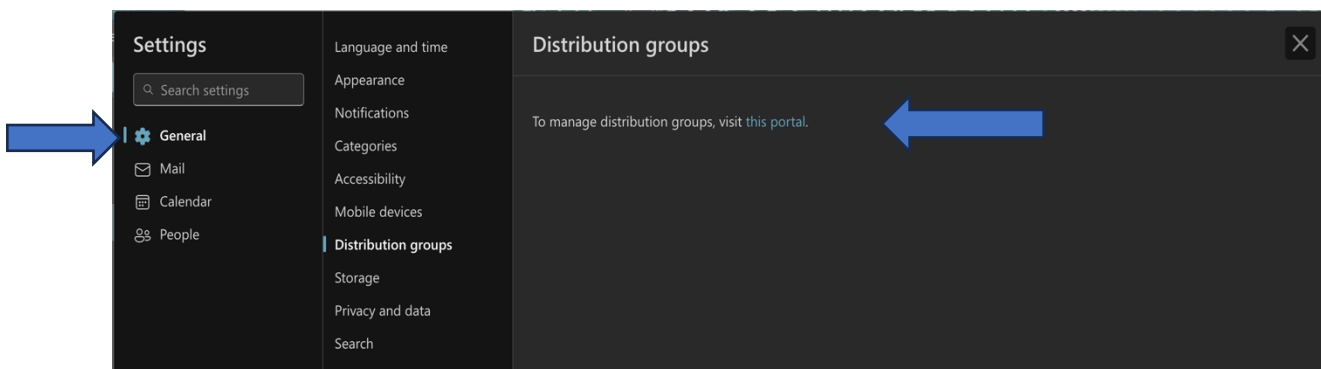 Settings
Search settings
General
Mail
Calendar
People
Language and time
Appearance
Notifications
Categories
Accessibility
Mobile devices
Distribution groups
Storage
Privacy and data
Search
Distribution groups
To manage distribution groups, visit this portal.